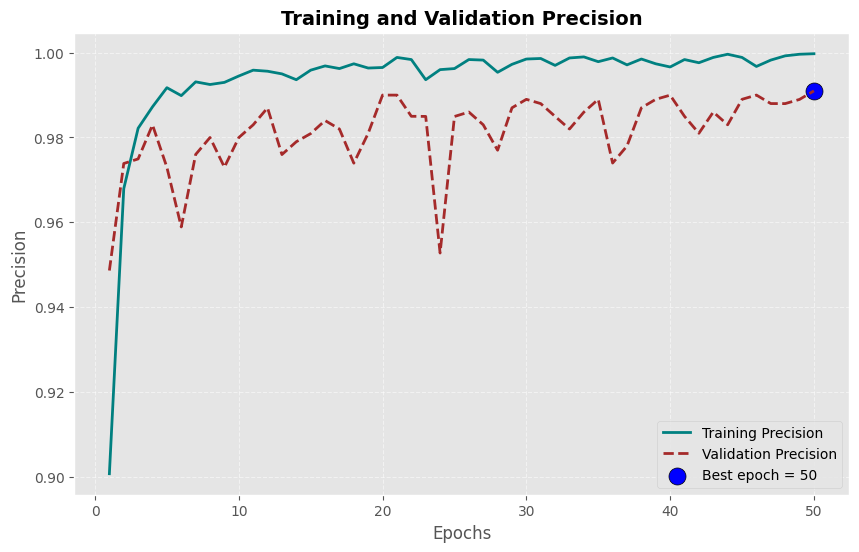 Training and Validation Precision
1.00
0.98
0.96
0.94
0.92
0.90
Precision
0
10
20
30
40
50
Epochs
Training Precision
Validation Precision
Best epoch = 50